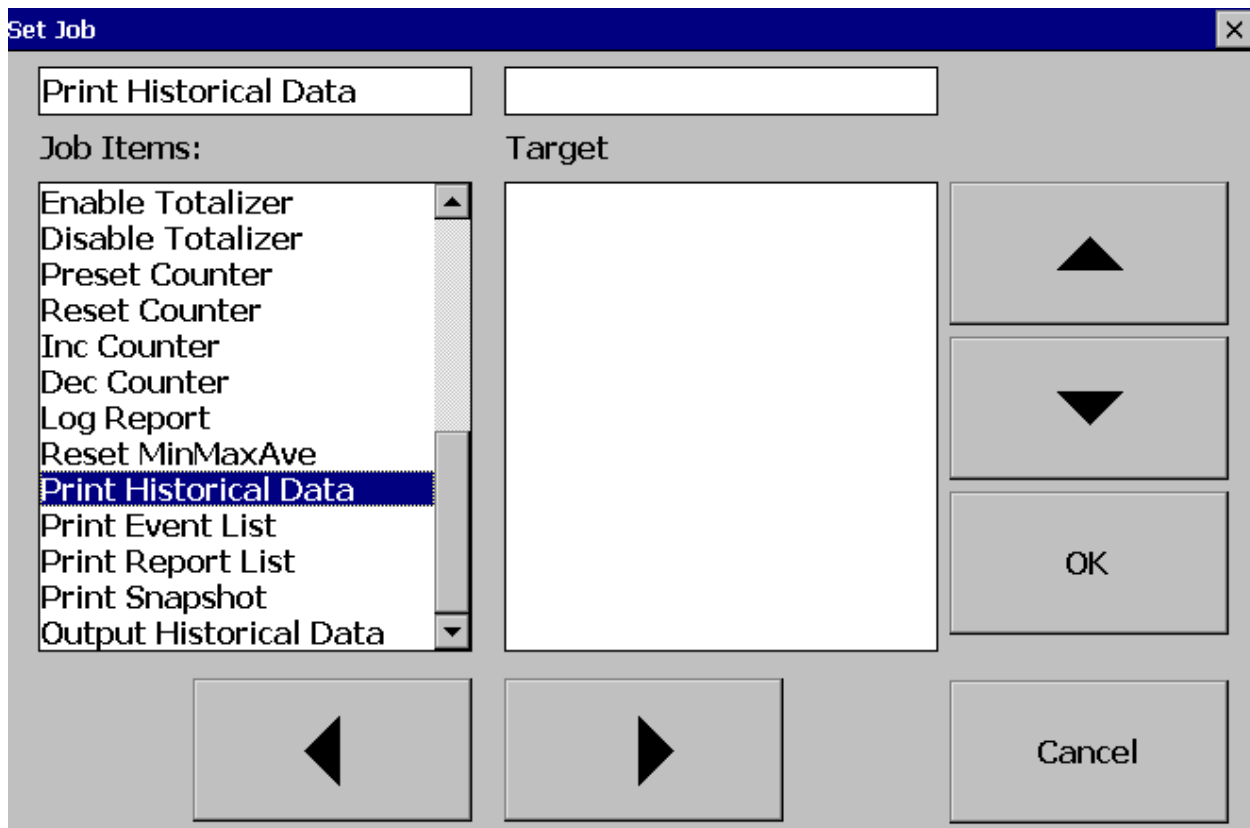 Set Job
Print Historical Data
Job Items:
Target
Enable Totalizer
Disable Totalizer
Preset Counter
Reset Counter
Inc Counter
Dec Counter
Log Report
Reset MinMaxAve
Print Historical Data
Print Event List
Print Report List
Print Snapshot
Output Historical Data
OK
Cancel